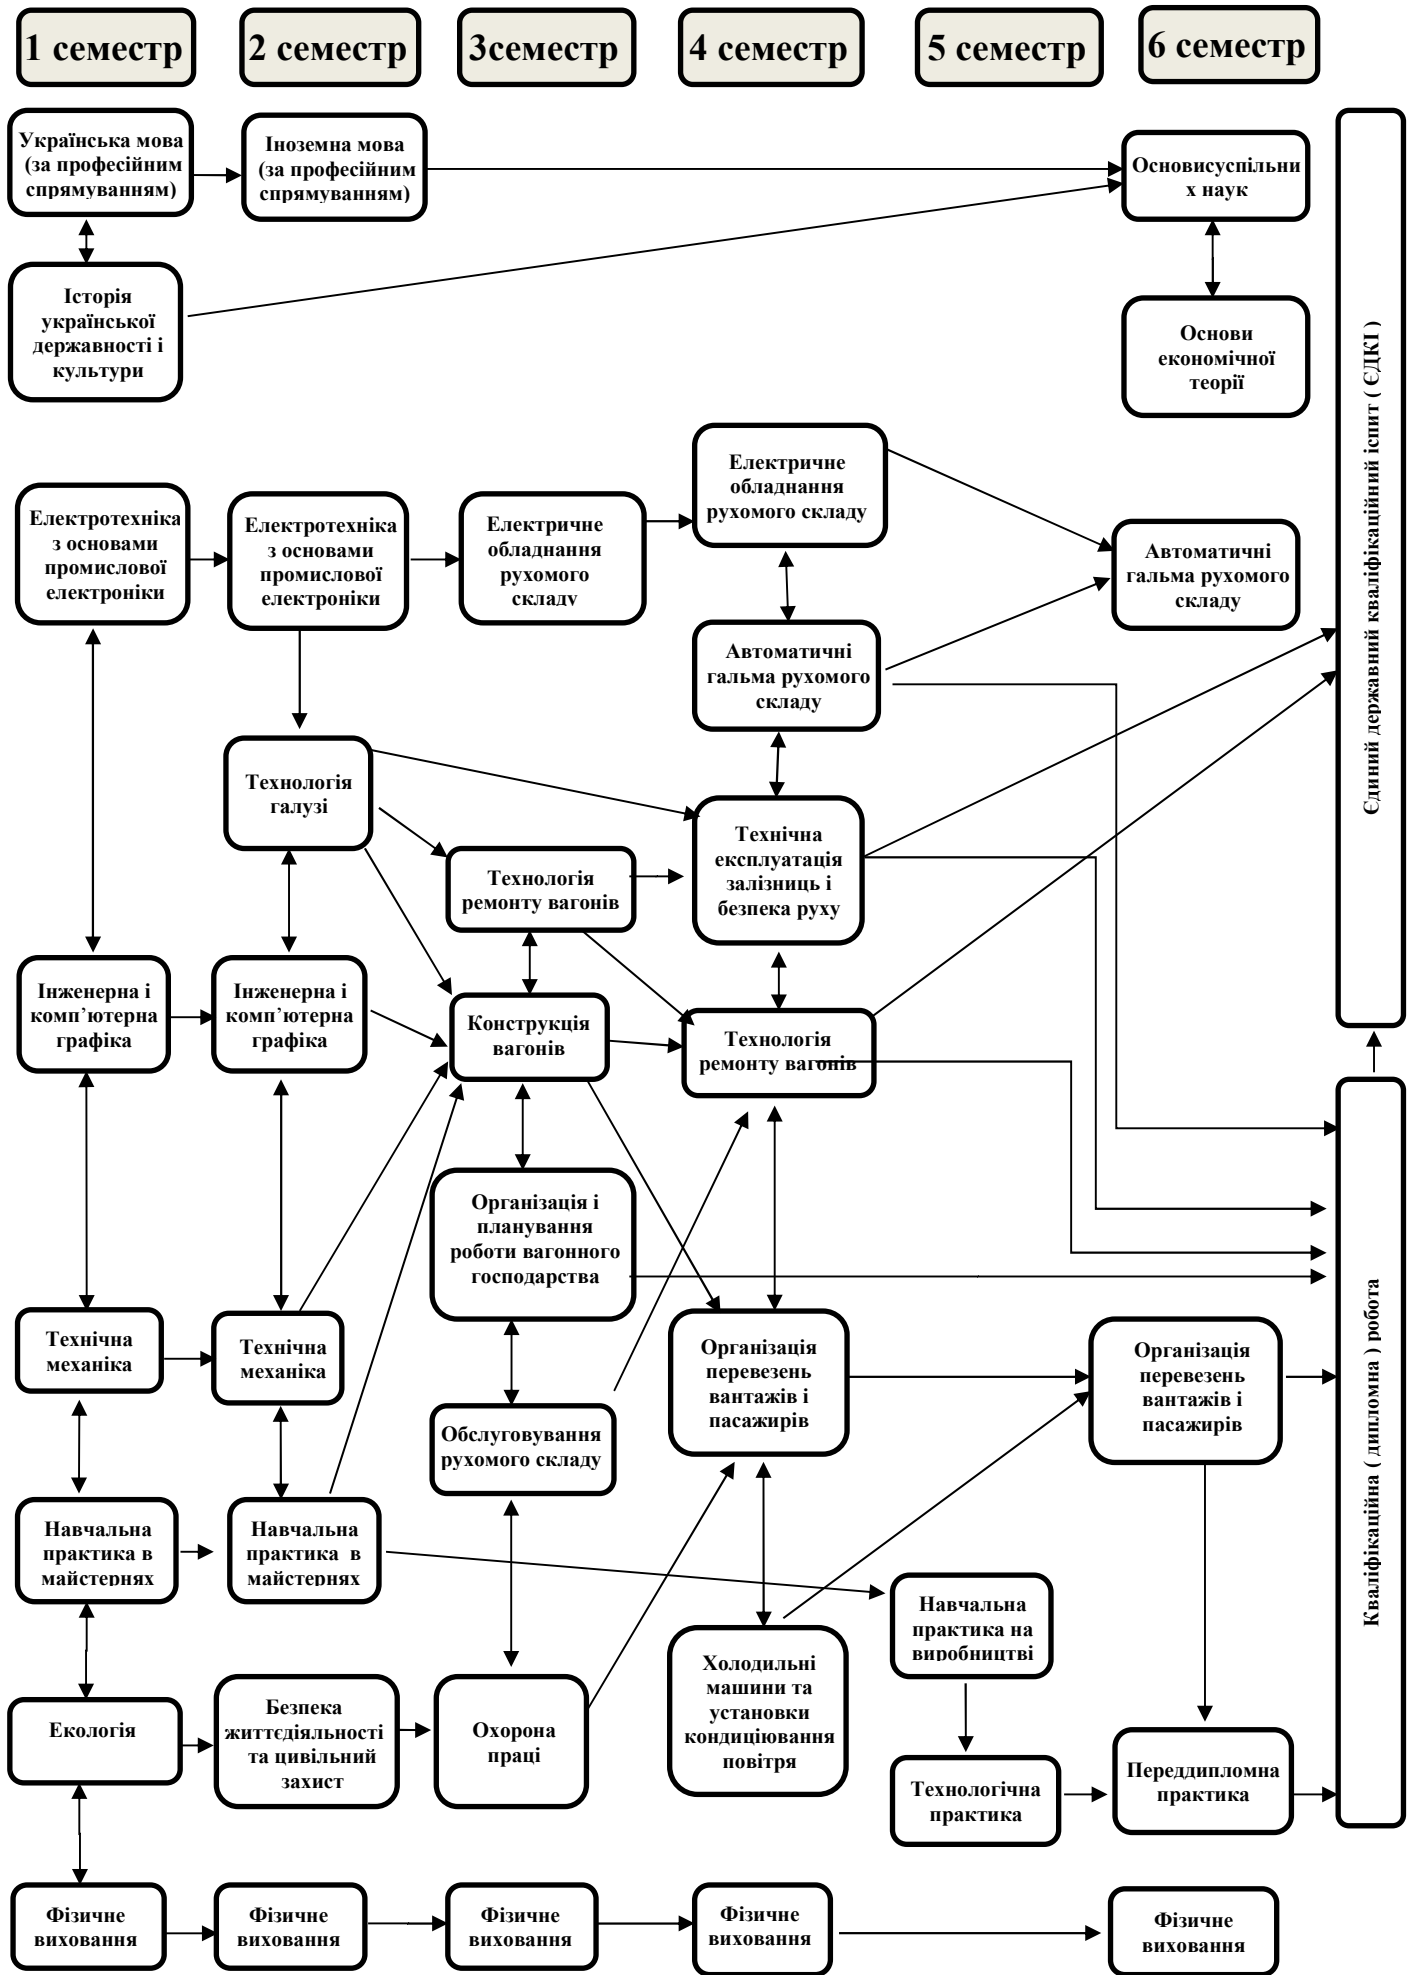 1 семестр
2 семестр
3семестр
4 семестр
5 семестр
6 семестр
Українська мова
(за професійним
спрямуванням)
Іноземна мова
(за професійним
спрямуванням)
Основисуспільни
х наук
Історія
української
державності і
культури
Основи
економічної
теорії
Єдиний державний кваліфікаційний іспит ( ЄДКІ )
Електротехніка
з основами
промислової
електроніки
Електротехніка
з основами
промислової
електроніки
Електричне
обладнання
рухомого
складу
Електричне
обладнання
рухомого складу
Автоматичні
гальма рухомого
складу
Автоматичні
гальма рухомого
складу
Технологія
галузі
Технологія
ремонту вагонів
Технічна
експлуатація
залізниць і
безпека руху
Інженерна і
комп’ютерна
графіка
Інженерна і
комп’ютерна
графіка
Конструкція
вагонів
Технологія
ремонту вагонів
Організація і
планування
роботи вагонного
господарства
Технічна
механіка
Технічна
механіка
Організація
перевезень
вантажів і
пасажирів
Організація
перевезень
вантажів і
пасажирів
Кваліфікаційна ( дипломна ) робота
Обслуговування
рухомого складу
Навчальна
практика в
майстернях
Навчальна
практика в
майстернях
Навчальна
практика на
виробництві
Екологія
Безпека
життєдіяльності
та цивільний
захист
Охорона
праці
Холодильні
машини та
установки
кондиціювання
повітря
Технологічна
практика
Переддипломна
практика
Фізичне
виховання
Фізичне
виховання
Фізичне
виховання
Фізичне
виховання
Фізичне
виховання